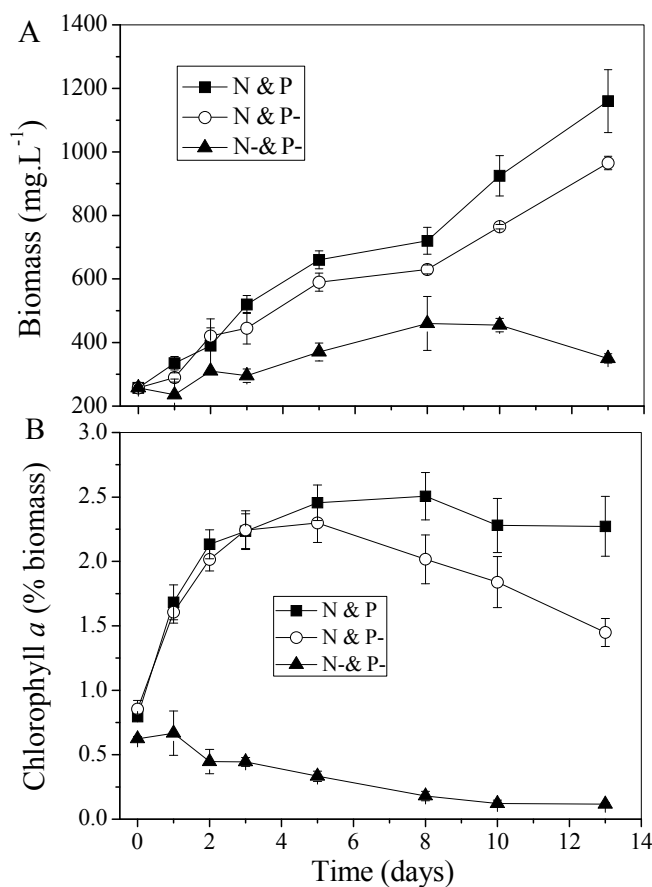 A
1400
1200
1000
800
600
400
200
Biomass (mg.L⁻¹)
N & P
N & P-
N-& P-
B
3.0
2.5
2.0
1.5
1.0
0.5
0.0
Chlorophyll a (% biomass)
N & P
N & P-
N-& P-
0 2 4 6 8 10 12 14
Time (days)